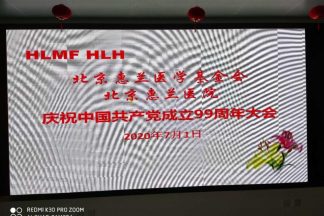 HLMF HLH
北京惠兰医学基金会
北京惠兰医院
庆祝中国共产党成立99周年大会
2020年7月1日
REDMI K30 PRO ZOOM